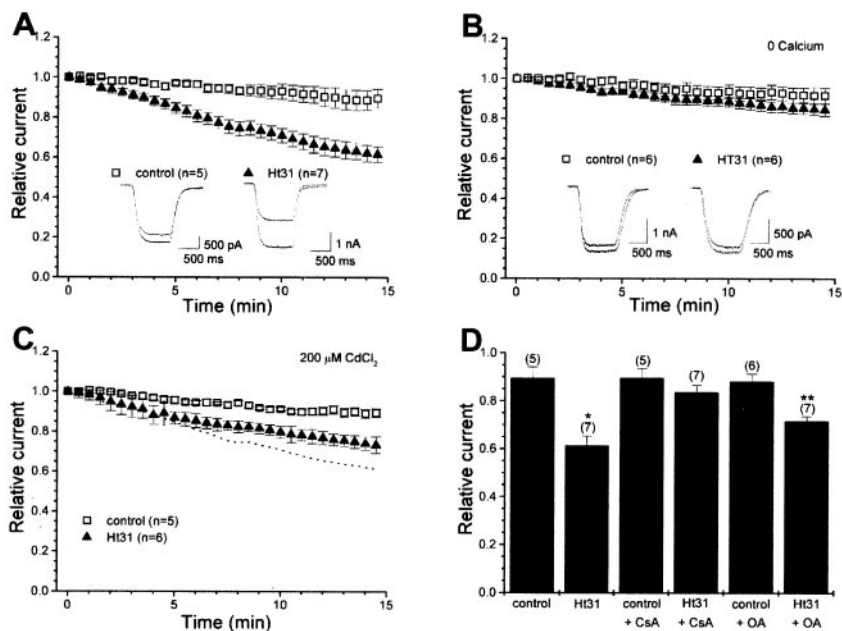 A
1.2
1.0
0.8
0.6
0.4
0.2
0.0
Relative current
control (n=5)
Ht31 (n=7)
500 pA
500 ms
1 nA
500 ms
0
5
10
15
Time (min)
B
0 Calcium
1.2
1.0
0.8
0.6
0.4
0.2
0.0
Relative current
control (n=6)
HT31 (n=6)
1 nA
500 ms
500 pA
500 ms
0
5
10
15
Time (min)
C
200 µM CdCl₂
1.2
1.0
0.8
0.6
0.4
0.2
0.0
Relative current
control (n=5)
Ht31 (n=6)
0
5
10
15
Time (min)
D
1.0
0.8
0.6
0.4
0.2
0.0
Relative current
(5)
*
(7)
(5)
(7)
(6)
**
(7)
control
Ht31
control
+ CsA
Ht31
+ CsA
control
+ OA
Ht31
+ OA